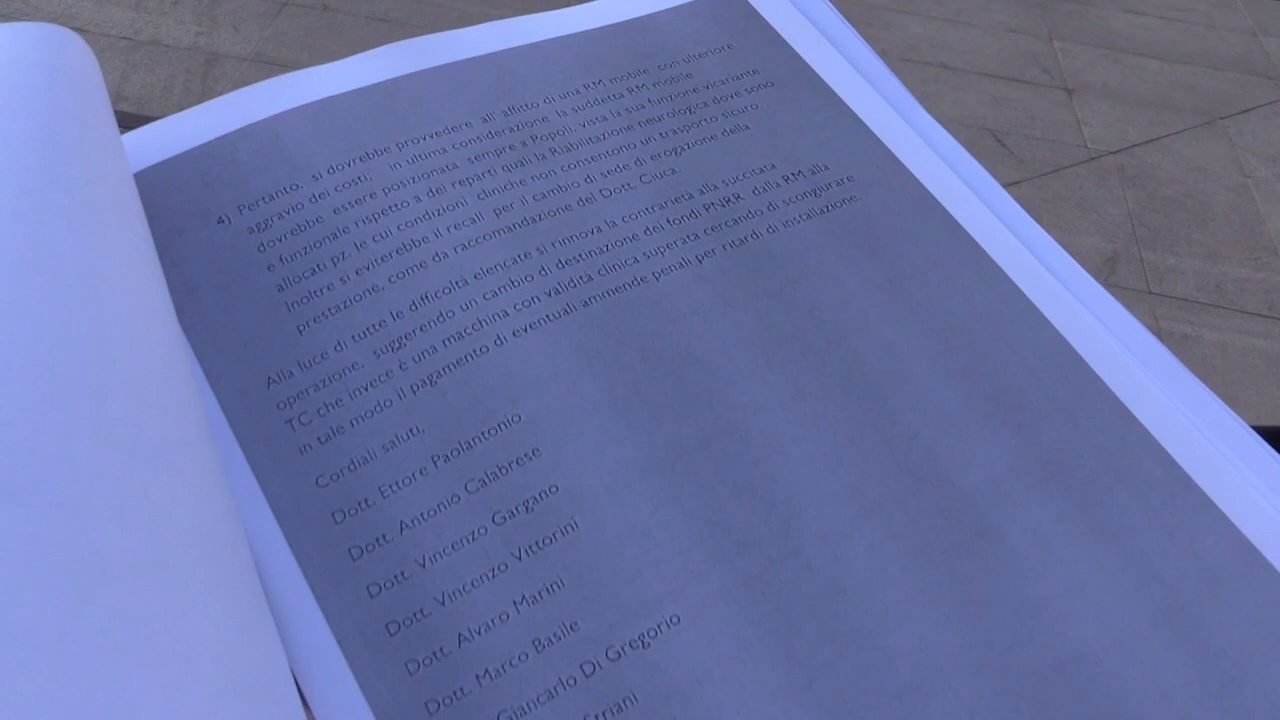 4) Pertanto, si dovrebbe provvedere all' affitto di una RM mobile con ulteriore
aggravio dei costi; in ultima considerazione la suddetta RM mobile
dovrebbe essere posizionata sempre a Popoli, vista la sua funzione vicariante
e funzionale rispetto a dei reparti quali la Riabilitazione neurologica dove sono
allocati pz. le cui condizioni cliniche non consentono un trasporto sicuro.
Inoltre si eviterebbe il recall per il cambio di sede di erogazione della
prestazione, come da raccomandazione del Dott. Ciuca.
Alla luce di tutte le difficoltà elencate si rinnova la contrarietà alla succitata
operazione, suggerendo un cambio di destinazione dei fondi PNRR dalla RM alla
TC che invece è una macchina con validità clinica superata cercando di scongiurare
in tale modo il pagamento di eventuali ammende penali per ritardi di installazione.
Cordiali saluti,
Dott. Ettore Paolantonio
Dott. Antonio Calabrese
Dott. Vincenzo Gargano
Dott. Vincenzo Vittorini
Dott. Alvaro Marini
Dott. Marco Basile
Giancarlo Di Gregorio